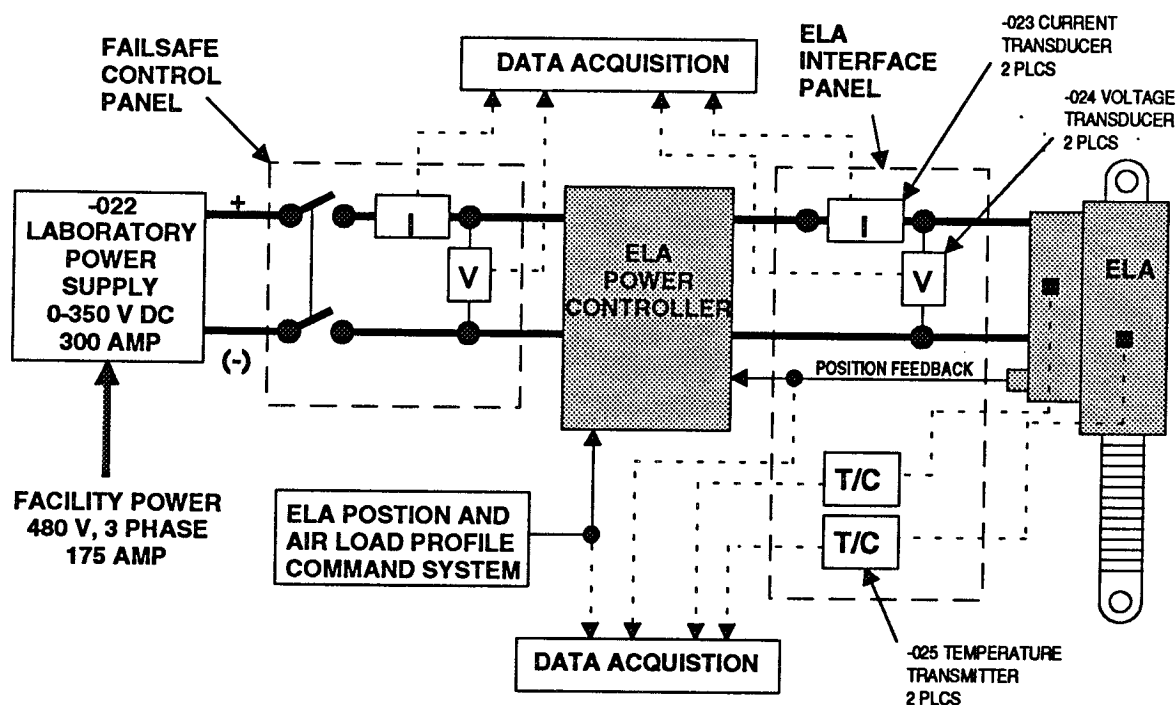 FAILSAFE
CONTROL
PANEL
DATA ACQUISITION
ELA
INTERFACE
PANEL
-023 CURRENT
TRANSDUCER
2 PLCS
-024 VOLTAGE
TRANSDUCER
2 PLCS
-022
LABORATORY
POWER
SUPPLY
0-350 V DC
300 AMP
+
(-)
I
V
ELA
POWER
CONTROLLER
I
V
ELA
POSITION FEEDBACK
FACILITY POWER
480 V, 3 PHASE
175 AMP
ELA POSTION AND
AIR LOAD PROFILE
COMMAND SYSTEM
T/C
T/C
DATA ACQUISTION
-025 TEMPERATURE
TRANSMITTER
2 PLCS